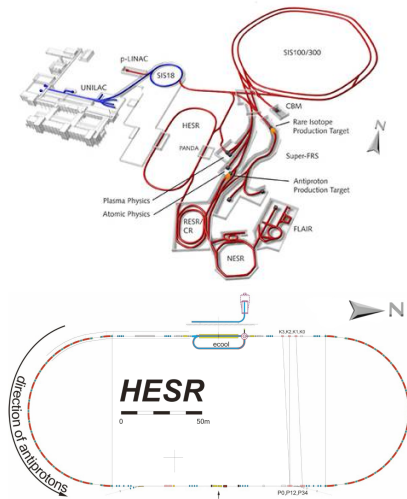 SIS100/300
p-LINAC
SIS18
UNILAC
CBM
HESR
Rare Isotope
Production Target
N
PANDA
Super-FRS
Plasma Physics
Atomic Physics
Antiproton
Production Target
RESR/
CR
FLAIR
NESR
N
ecool
K3,K2,K1,K0
direction of antiprotons
HESR
0
50m
P0,P12,P34